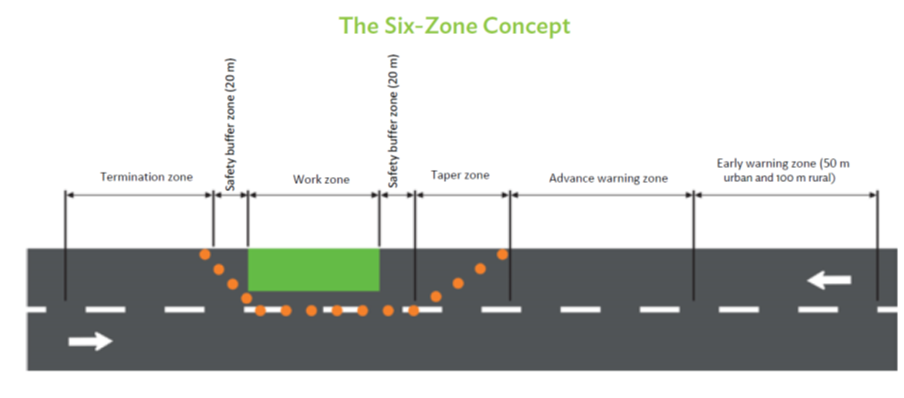 The Six-Zone Concept
Safety buffer zone (20 m)
Safety buffer zone (20 m)
Termination zone
Work zone
Taper zone
Advance warning zone
Early warning zone (50 m
urban and 100 m rural)